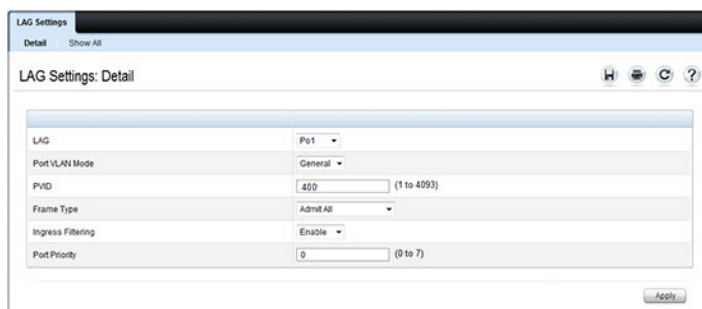 LAG Settings
Detail Show All
LAG Settings: Detail
LAG Po1
Port VLAN Mode General
PVID 400 (1 to 4093)
Frame Type Admit All
Ingress Filtering Enable
Port Priority 0 (0 to 7)
Apply